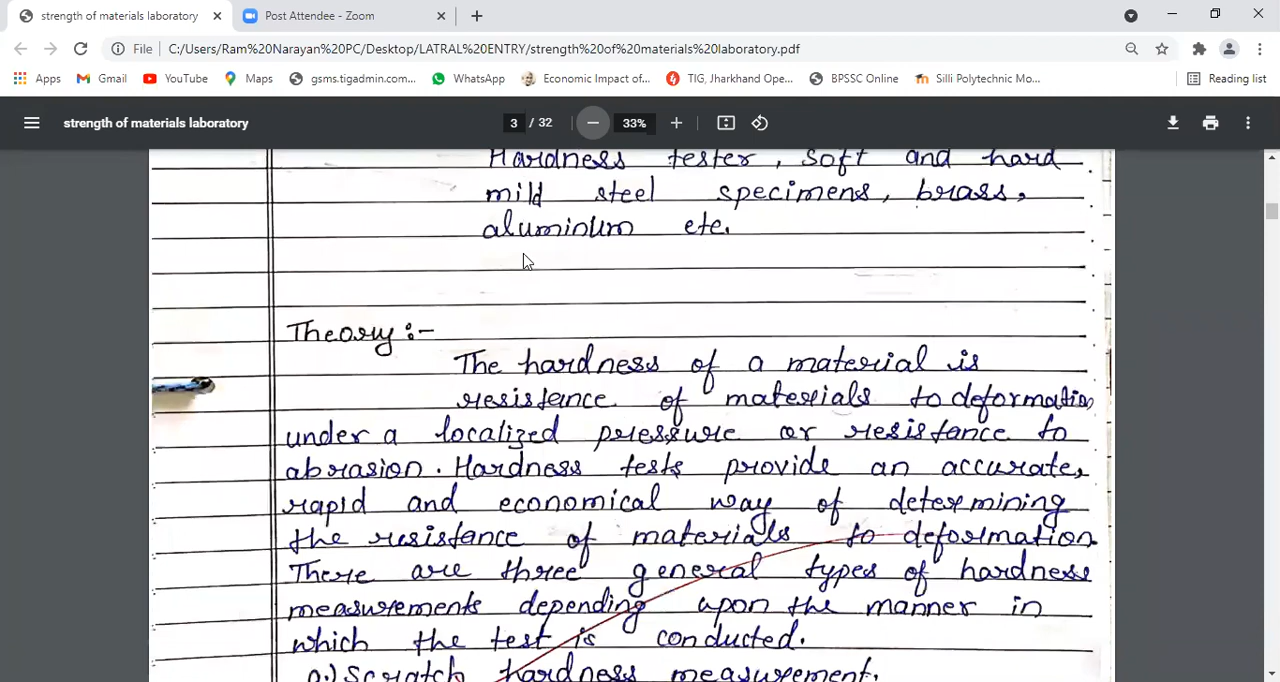 strength of materials laboratory
Post Attendee - Zoom
File
C:/Users/Ram%20Narayan%20PC/Desktop/LATRAL%20ENTRY/strength%20of%20materials%20laboratory.pdf
Apps
Gmail
YouTube
Maps
gsms.tigadmin.com...
WhatsApp
Economic Impact of...
TIG, Jharkhand Ope...
BPSSC Online
Silli Polytechnic Mo...
Reading list
strength of materials laboratory
3 / 32
33%
Hardness tester, soft and hard
mild steel specimens, brass,
aluminium etc.
Theory :-
The hardness of a material is
resistance of materials to deformation
under a localized pressure or resistance to
abrasion. Hardness tests provide an accurate,
rapid and economical way of determining
the resistance of materials to deformation.
There are three general types of hardness
measurements depending upon the manner in
which the test is conducted.
a.) Scratch hardness measurement.